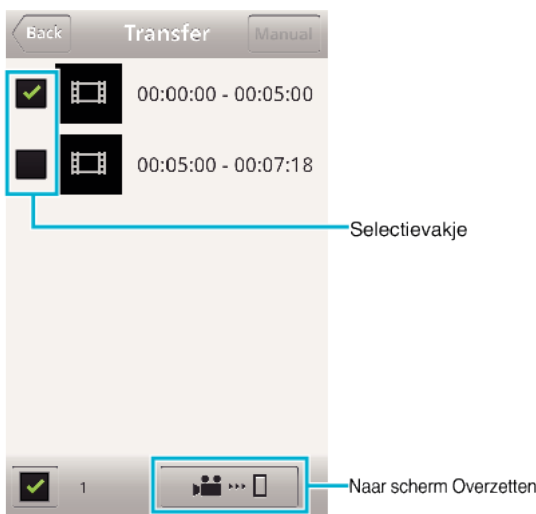 Back Transfer Manual
00:00:00 - 00:05:00
00:05:00 - 00:07:18
Selectievakje
1
Naar scherm Overzetten